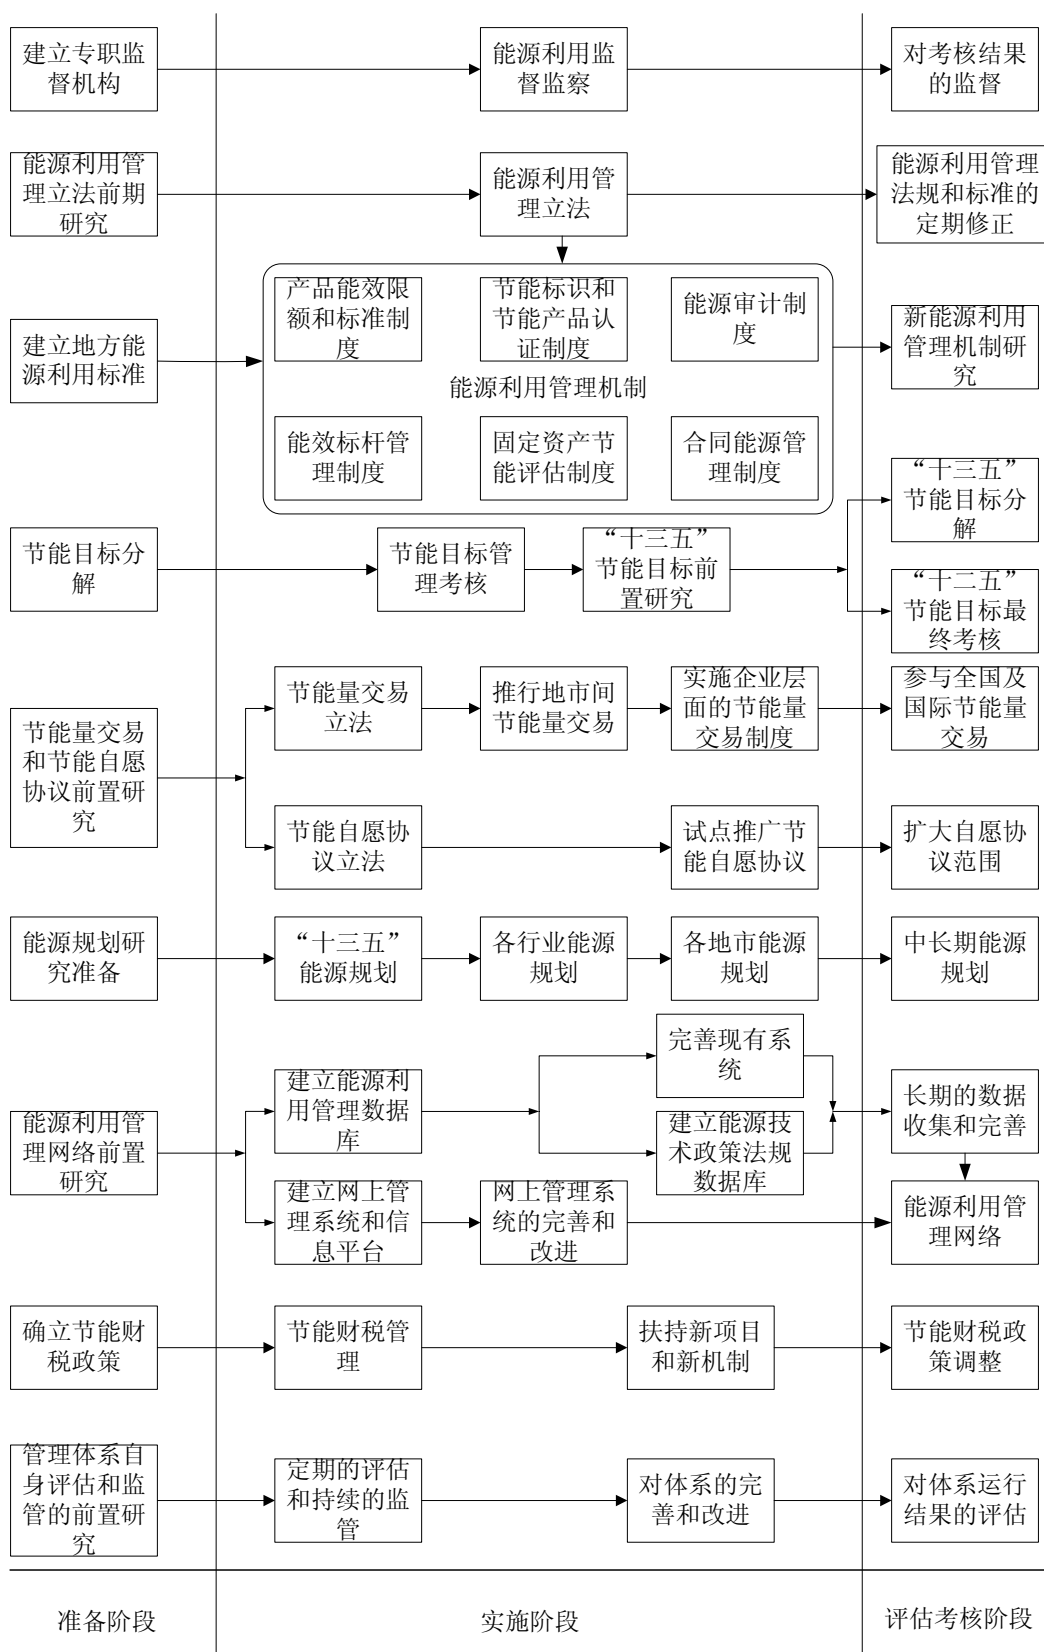 建立专职监
督机构
能源利用监
督监察
对考核结果
的监督
能源利用管
理立法前期
研究
能源利用管
理立法
能源利用管理
法规和标准的
定期修正
建立地方能
源利用标准
产品能效限
额和标准制
度
节能标识和
节能产品认
证制度
能源审计制
度
能源利用管理机制
能效标杆管
理制度
固定资产节
能评估制度
合同能源管
理制度
新能源利用
管理机制研
究
节能目标分
解
节能目标管
理考核
“十三五”
节能目标前
置研究
“十三五”
节能目标分
解
“十二五”
节能目标最
终考核
节能量交易
和节能自愿
协议前置研
究
节能量交易
立法
推行地市间
节能量交易
实施企业层
面的节能量
交易制度
参与全国及
国际节能量
交易
节能自愿协
议立法
试点推广节
能自愿协议
扩大自愿协
议范围
能源规划研
究准备
“十三五”
能源规划
各行业能源
规划
各地市能源
规划
中长期能源
规划
能源利用管
理网络前置
研究
建立能源利
用管理数据
库
完善现有系
统
建立能源技
术政策法规
数据库
长期的数据
收集和完善
建立网上管
理系统和信
息平台
网上管理系
统的完善和
改进
能源利用管
理网络
确立节能财
税政策
节能财税管
理
扶持新项目
和新机制
节能财税政
策调整
管理体系自
身评估和监
管的前置研
究
定期的评估
和持续的监
管
对体系的完
善和改进
对体系运行
结果的评估
准备阶段
实施阶段
评估考核阶段